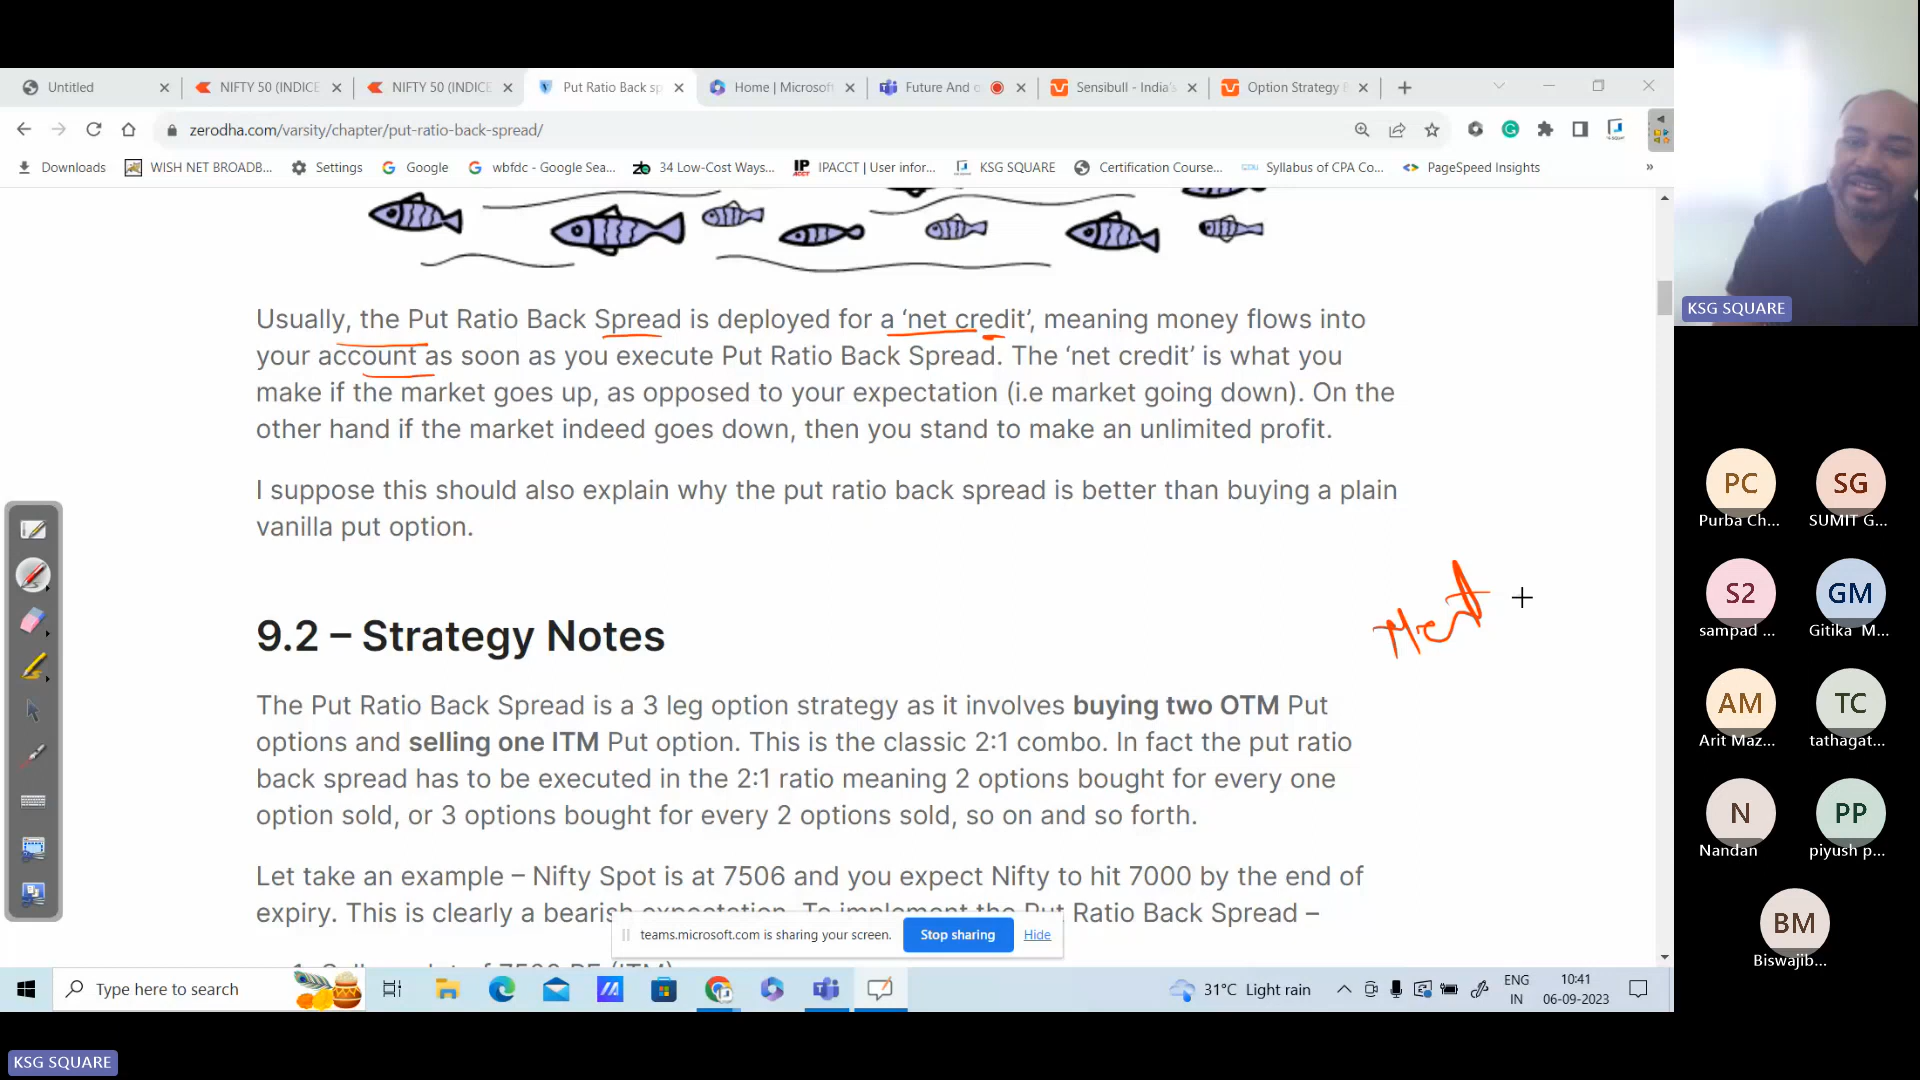 Untitled
NIFTY 50 (INDICE
NIFTY 50 (INDICE
Put Ratio Back sp
Home | Microsoft
Future And o
Sensibull - India's
Option Strategy B
zerodha.com/varsity/chapter/put-ratio-back-spread/
Downloads
WISH NET BROADB...
Settings
Google
wbfdc - Google Sea...
34 Low-Cost Ways...
IPACCT | User infor...
KSG SQUARE
Certification Course...
Syllabus of CPA Co...
PageSpeed Insights
Usually, the Put Ratio Back Spread is deployed for a ‘net credit’, meaning money flows into
your account as soon as you execute Put Ratio Back Spread. The ‘net credit’ is what you
make if the market goes up, as opposed to your expectation (i.e market going down). On the
other hand if the market indeed goes down, then you stand to make an unlimited profit.
I suppose this should also explain why the put ratio back spread is better than buying a plain
vanilla put option.
9.2 – Strategy Notes
The Put Ratio Back Spread is a 3 leg option strategy as it involves buying two OTM Put
options and selling one ITM Put option. This is the classic 2:1 combo. In fact the put ratio
back spread has to be executed in the 2:1 ratio meaning 2 options bought for every one
option sold, or 3 options bought for every 2 options sold, so on and so forth.
Let take an example – Nifty Spot is at 7506 and you expect Nifty to hit 7000 by the end of
expiry. This is clearly a bearish expectation. To implement the Put Ratio Back Spread –
teams.microsoft.com is sharing your screen.
Stop sharing
Hide
Type here to search
31°C Light rain
ENG
IN
10:41
06-09-2023
KSG SQUARE
PC
Purba Ch...
SG
SUMIT G...
S2
sampad ...
GM
Gitika M...
AM
Arit Maz...
TC
tathagat...
N
Nandan
PP
piyush p...
BM
Biswajib...
KSG SQUARE